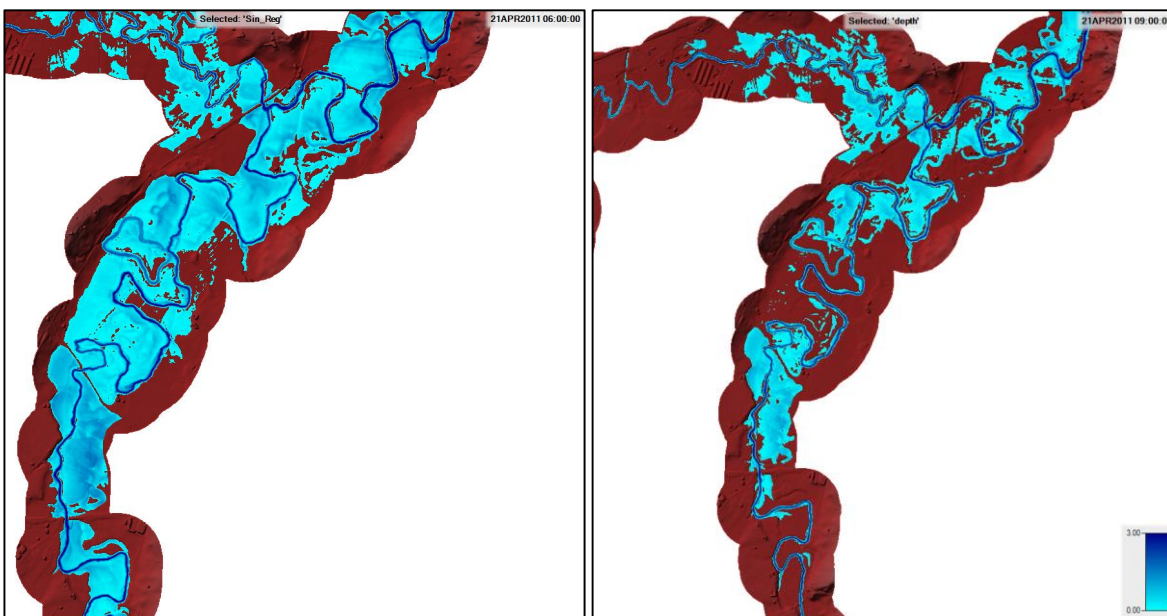 Selected: 'Sin_Reg'
21APR2011 06:00:00
Selected: 'depth'
21APR2011 09:00:0
3.00
0.00